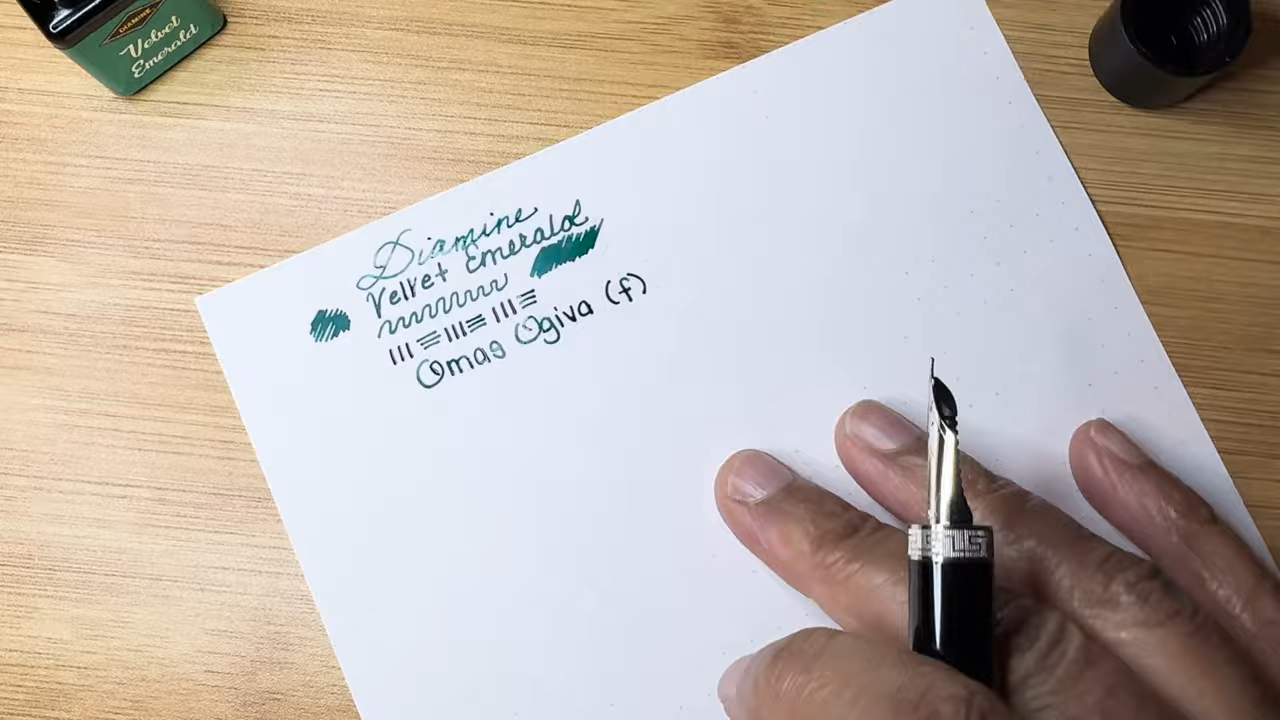 DIAMINE
Velvet
Emerald
Diamine
Velvet Emerald
Omas Ogiva (f)